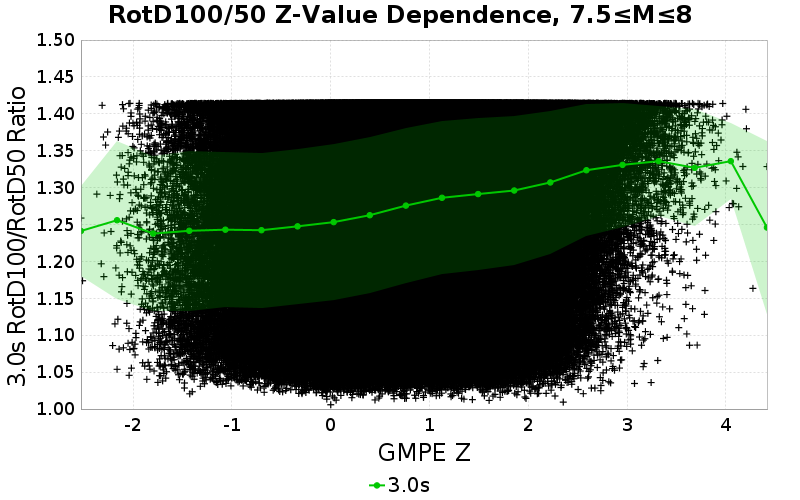 RotD100/50 Z-Value Dependence, 7.5≤M≤8
3.0s RotD100/RotD50 Ratio
1.50
1.45
1.40
1.35
1.30
1.25
1.20
1.15
1.10
1.05
1.00
-2 -1 0 1 2 3 4
GMPE Z
3.0s